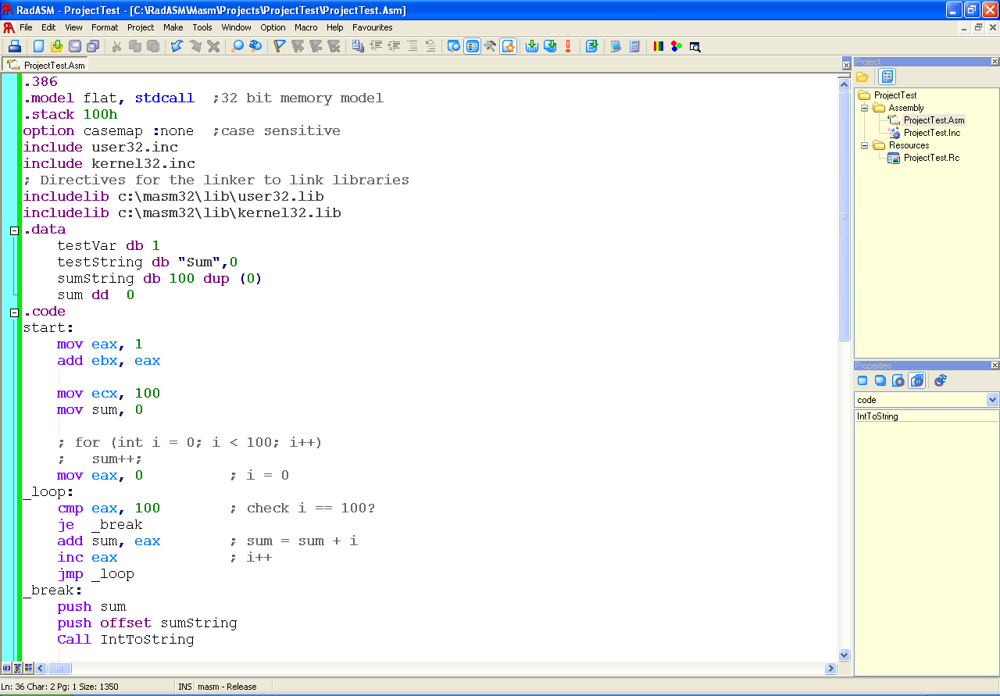 RadASM - ProjectTest - [C:\RadASM\Masm\Projects\ProjectTest\ProjectTest.Asm]
File Edit View Format Project Make Tools Window Option Macro Help Favourites
ProjectTest.Asm
.386
.model flat, stdcall  ;32 bit memory model
.stack 100h
option casemap :none  ;case sensitive
include user32.inc
include kernel32.inc
; Directives for the linker to link libraries
includelib c:\masm32\lib\user32.lib
includelib c:\masm32\lib\kernel32.lib
.data
    testVar db 1
    testString db "Sum",0
    sumString db 100 dup (0)
    sum dd  0
.code
start:
    mov eax, 1
    add ebx, eax
    mov ecx, 100
    mov sum, 0
    ; for (int i = 0; i < 100; i++)
    ;   sum++;
    mov eax, 0          ; i = 0
_loop:
    cmp eax, 100        ; check i == 100?
    je  _break
    add sum, eax        ; sum = sum + i
    inc eax             ; i++
    jmp _loop
_break:
    push sum
    push offset sumString
    Call IntToString
Project
ProjectTest
Assembly
ProjectTest.Asm
ProjectTest.Inc
Resources
ProjectTest.Rc
Properties
code
IntToString
Ln: 36 Char: 2 Pg: 1 Size: 1350
INS
masm - Release